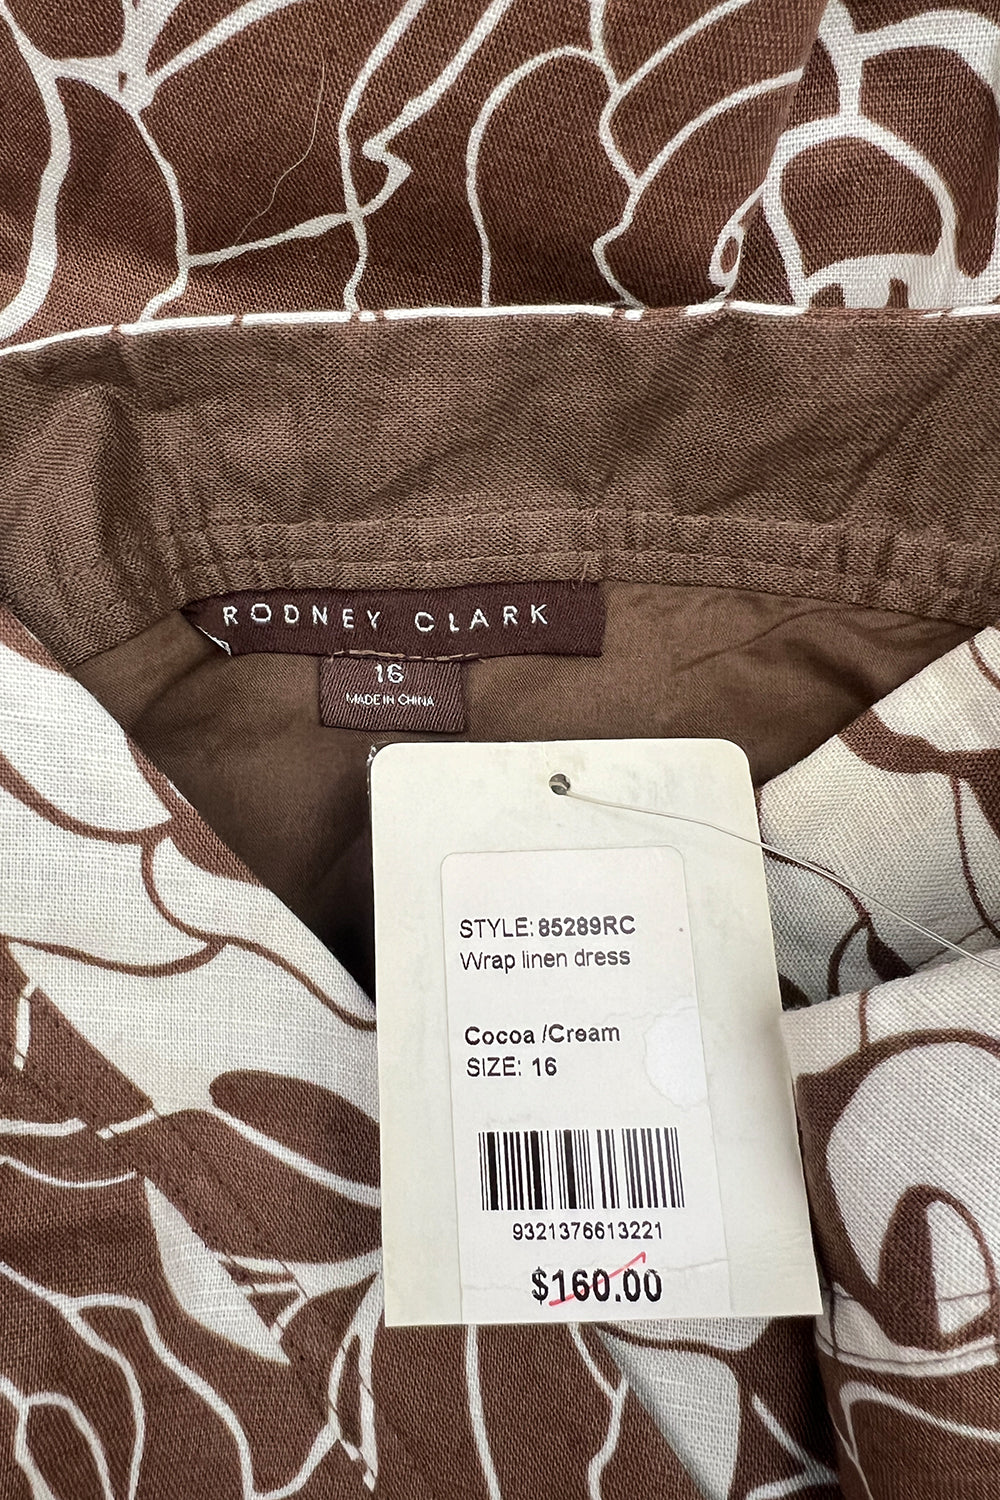 RODNEY CLARK
16
MADE IN CHINA
STYLE: 85289RC
Wrap linen dress
Cocoa /Cream
SIZE: 16
9321376613221
$160.00